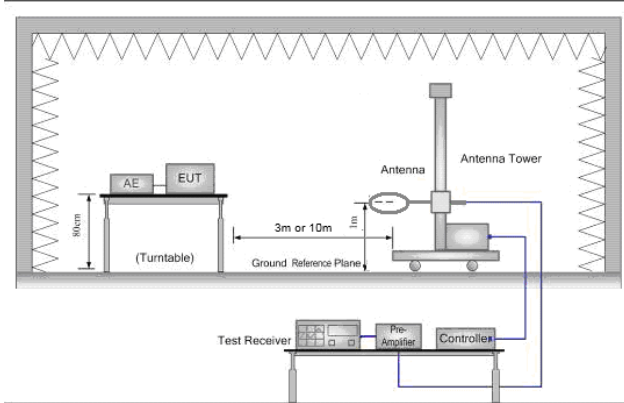 Antenna
Antenna Tower
AE
EUT
80cm
1m
3m or 10m
(Turntable)
Ground Reference Plane
Test Receiver
Pre-
Amplifier
Controller